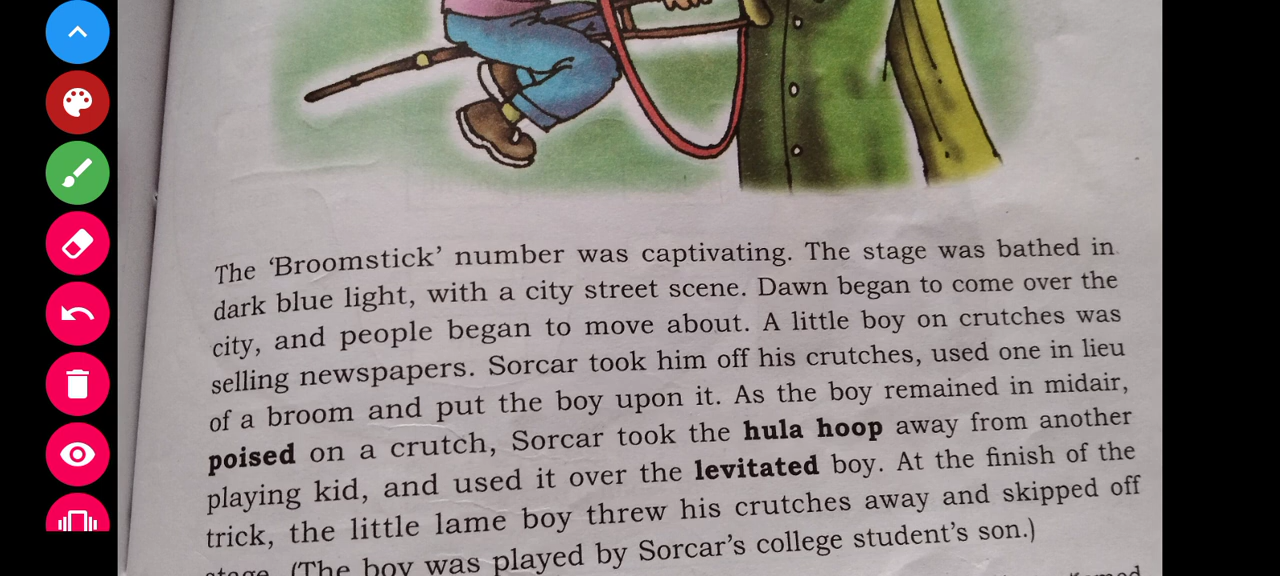 The ‘Broomstick’ number was captivating. The stage was bathed in
dark blue light, with a city street scene. Dawn began to come over the
city, and people began to move about. A little boy on crutches was
selling newspapers. Sorcar took him off his crutches, used one in lieu
of a broom and put the boy upon it. As the boy remained in midair,
poised on a crutch, Sorcar took the hula hoop away from another
playing kid, and used it over the levitated boy. At the finish of the
trick, the little lame boy threw his crutches away and skipped off
stage. (The boy was played by Sorcar’s college student’s son.)